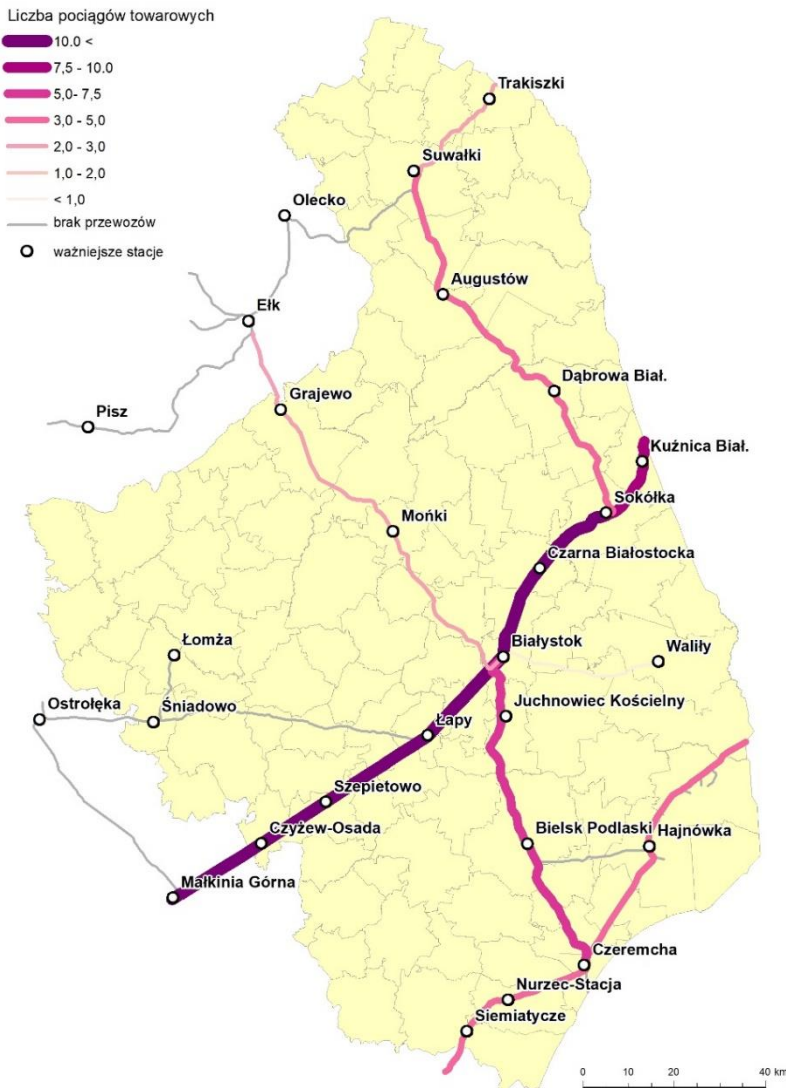 Liczba pociągów towarowych
10.0 <
7,5 - 10.0
5,0- 7,5
3,0 - 5,0
2,0 - 3,0
1,0 - 2,0
< 1,0
brak przewozów
ważniejsze stacje
Trakiszki
Suwałki
Olecko
Augustów
Ełk
Dąbrowa Biał.
Grajewo
Pisz
Kuźnica Biał.
Sokółka
Mońki
Czarna Białostocka
Łomża
Białystok
Waliły
Ostrołęka
Śniadowo
Juchnowiec Kościelny
Łapy
Szepietowo
Czyżew-Osada
Bielsk Podlaski
Hajnówka
Małkinia Górna
Czeremcha
Nurzec-Stacja
Siemiatycze
0 10 20 40 km